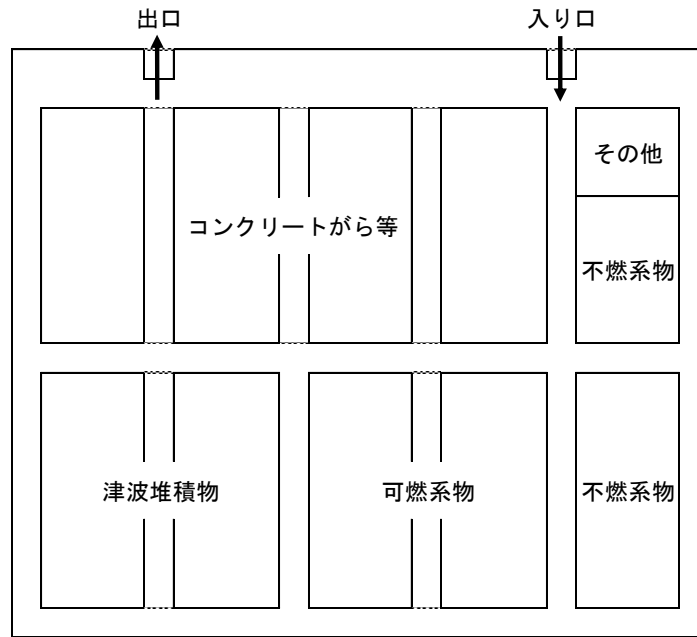 出口
入り口
その他
コンクリートがら等
不燃系物
津波堆積物
可燃系物
不燃系物